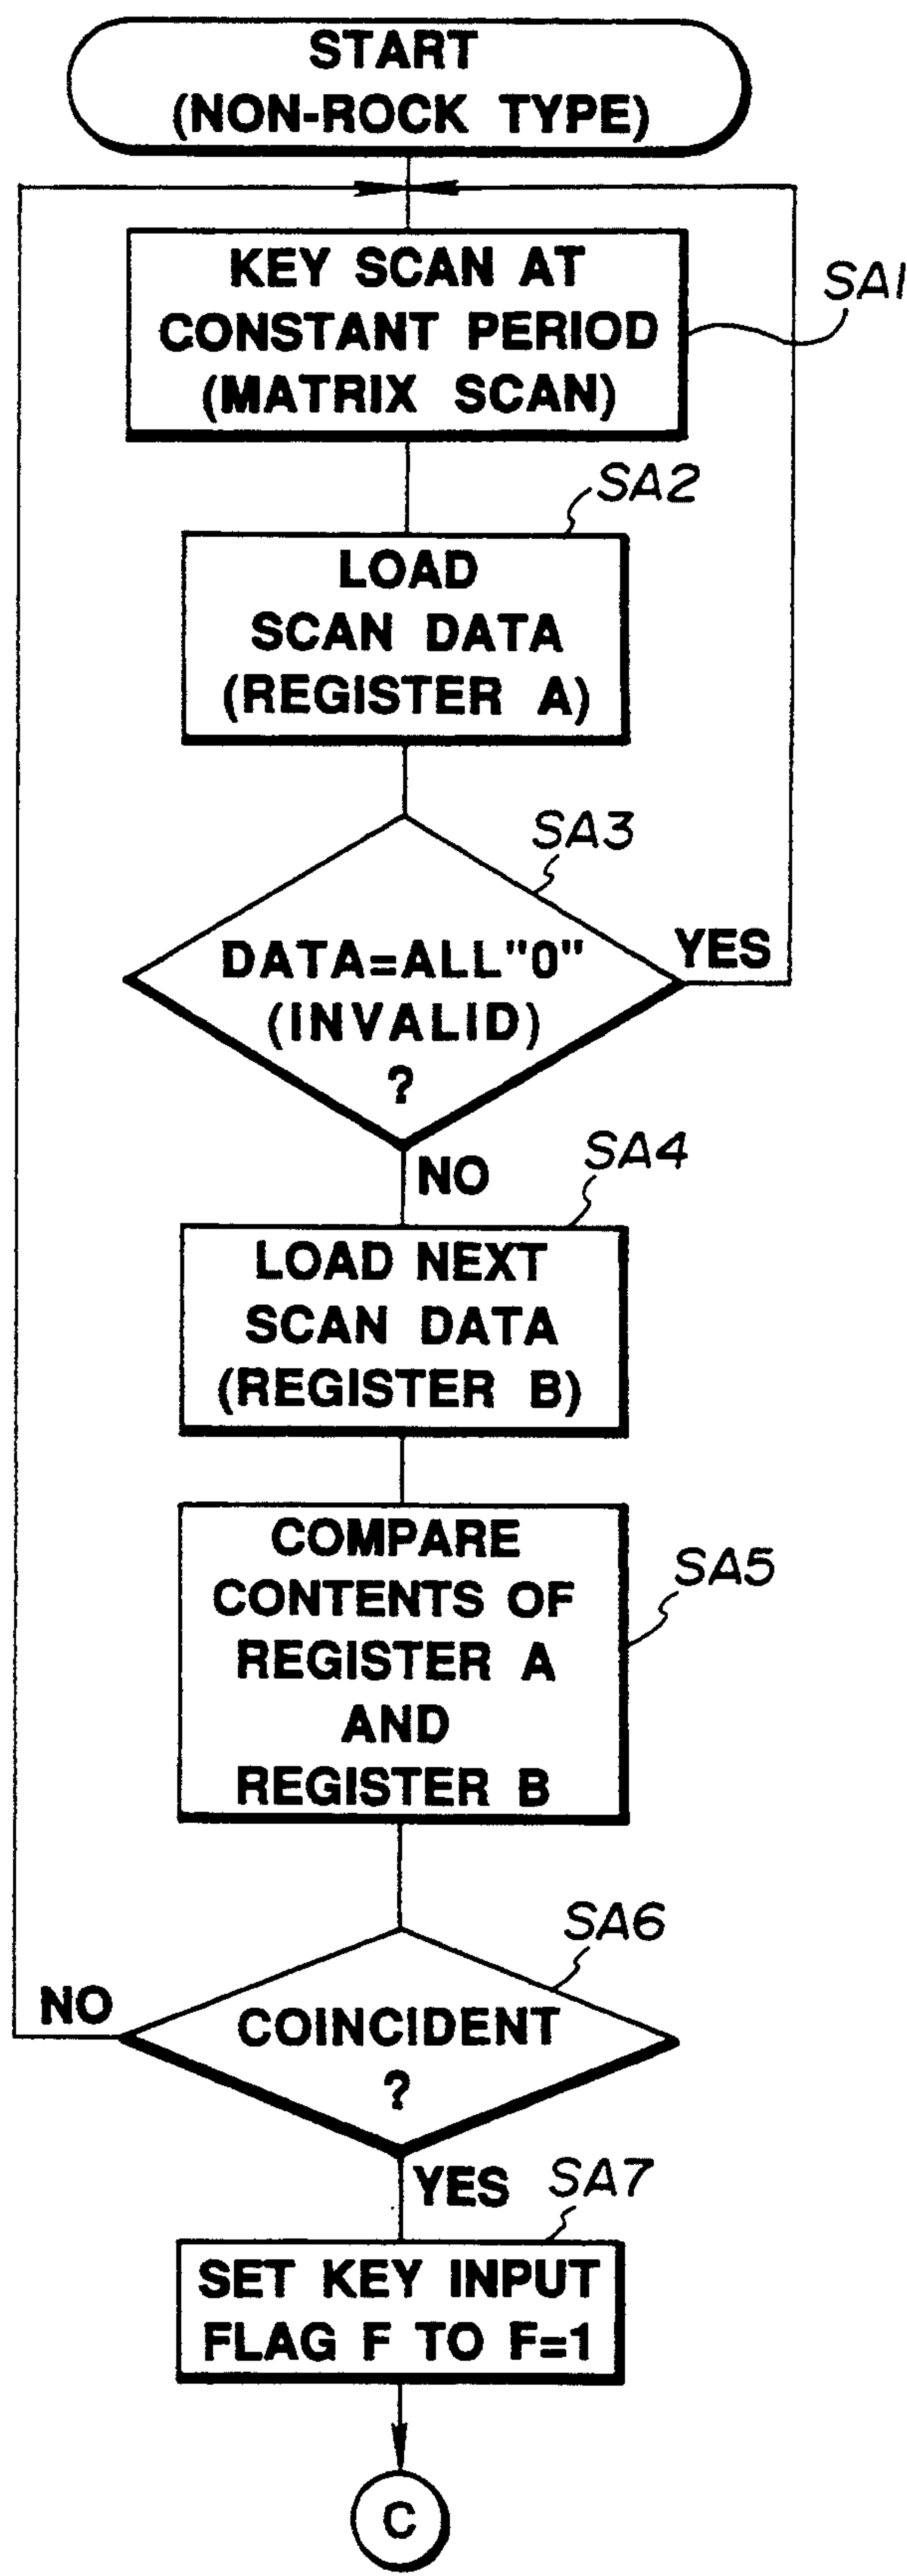 START
(NON-ROCK TYPE)
KEY SCAN AT
CONSTANT PERIOD
(MATRIX SCAN)
SA1
SA2
LOAD
SCAN DATA
(REGISTER A)
SA3
DATA=ALL"0"
(INVALID)
?
YES
NO
SA4
LOAD NEXT
SCAN DATA
(REGISTER B)
COMPARE
CONTENTS OF
REGISTER A
AND
REGISTER B
SA5
SA6
COINCIDENT
?
NO
YES
SA7
SET KEY INPUT
FLAG F TO F=1
C